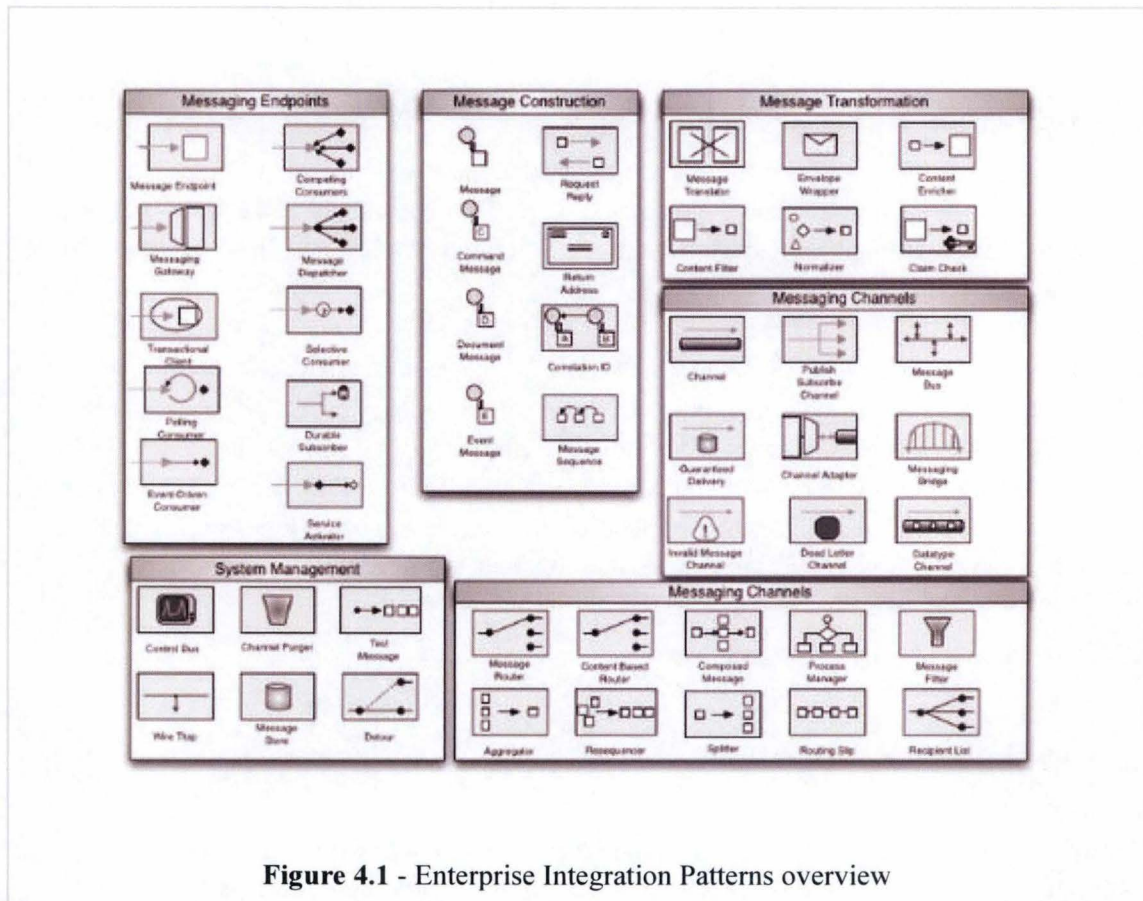 Messaging Endpoints
Message Endpoint
Competing
Consumers
Messaging
Gateway
Message
Dispatcher
Transactional
Client
Selective
Consumer
Polling
Consumer
Durable
Subscriber
Event-Driven
Consumer
Service
Activator
Message Construction
Message
Request
Reply
Command
Message
Return
Address
C
Document
Message
D
Correlation ID
A
B
Event
Message
E
Message
Sequence
Message Transformation
Message
Translator
Envelope
Wrapper
Content
Enricher
Content Filter
Normalizer
Claim Check
Messaging Channels
Channel
Publish
Subscribe
Channel
Message
Bus
Guaranteed
Delivery
Channel Adapter
Messaging
Bridge
Invalid Message
Channel
Dead Letter
Channel
Datatype
Channel
System Management
Control Bus
Channel Purger
Test
Message
Wire Trap
Message
Store
Detour
Messaging Channels
Message
Router
Content Based
Router
Composed
Message
Process
Manager
Message
Filter
Aggregator
Resequencer
Splitter
Routing Slip
Recipient List
Figure 4.1 - Enterprise Integration Patterns overview